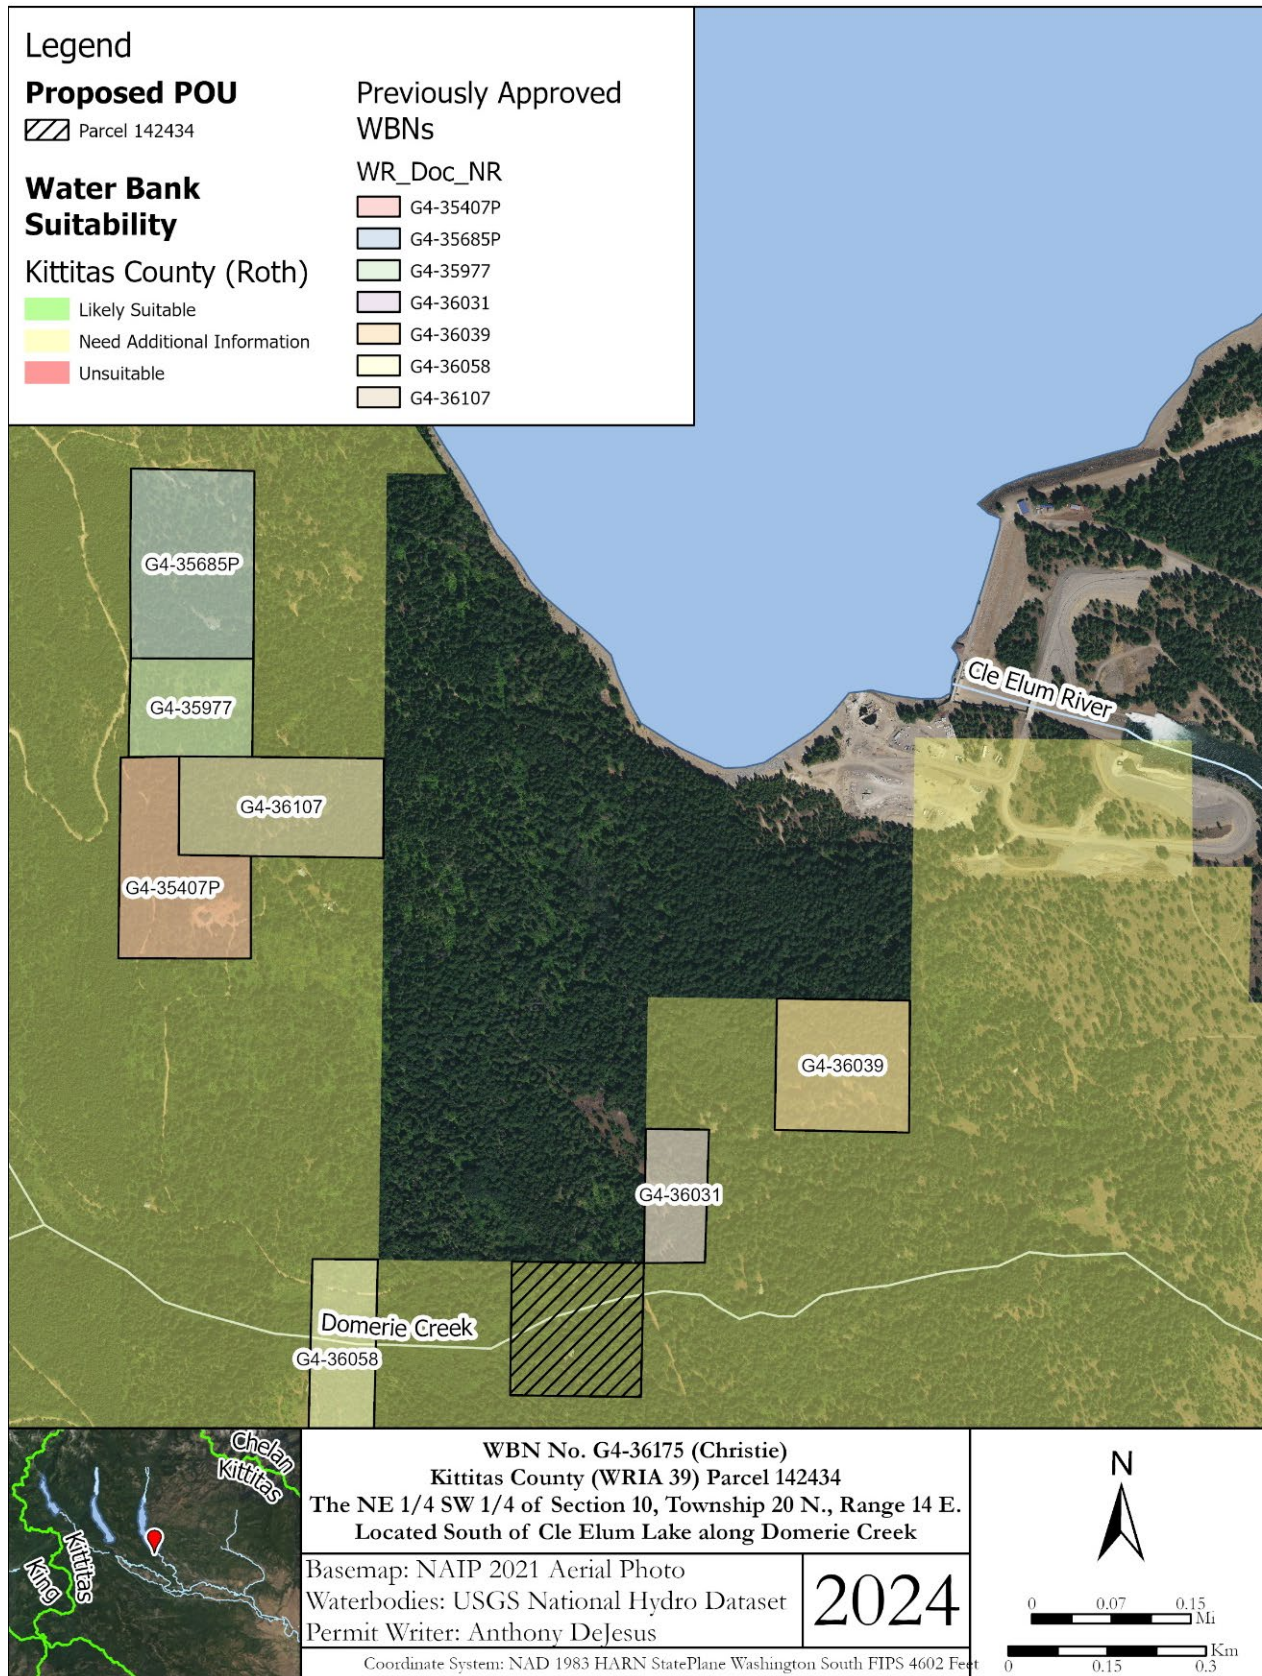 Legend
Proposed POU
Parcel 142434
Water Bank
Suitability
Kittitas County (Roth)
Likely Suitable
Need Additional Information
Unsuitable
Previously Approved
WBNs
WR_Doc_NR
G4-35407P
G4-35685P
G4-35977
G4-36031
G4-36039
G4-36058
G4-36107
G4-35685P
G4-35977
G4-36107
G4-35407P
Cle Elum River
G4-36039
G4-36031
Domerie Creek
G4-36058
Chelan
Kittitas
Kittitas
King
WBN No. G4-36175 (Christie)
Kittitas County (WRIA 39) Parcel 142434
The NE 1/4 SW 1/4 of Section 10, Township 20 N., Range 14 E.
Located South of Cle Elum Lake along Domerie Creek
Basemap: NAIP 2021 Aerial Photo
Waterbodies: USGS National Hydro Dataset
Permit Writer: Anthony DeJesus
2024
Coordinate System: NAD 1983 HARN StatePlane Washington South FIPS 4602 Feet
N
0 0.07 0.15
Mi
Km
0 0.15 0.3